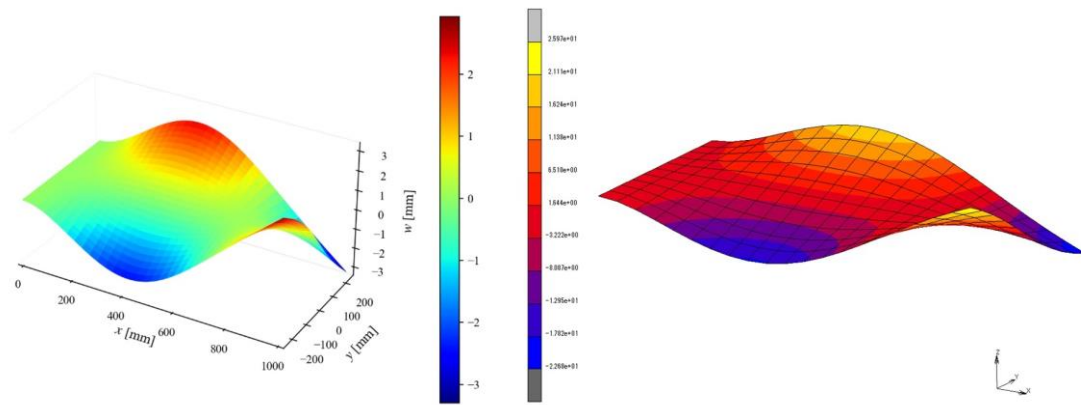 3
2
1
0
−1
−2
−3
w [mm]
0
200
400
600
800
1000
x [mm]
200
100
0
−100
−200
y [mm]
2
1
0
−1
−2
−3
2.597e+01
2.111e+01
1.624e+01
1.138e+01
6.510e+00
1.644e+00
-3.222e+00
-8.087e+00
-1.295e+01
-1.782e+01
-2.268e+01
Z
Y
X